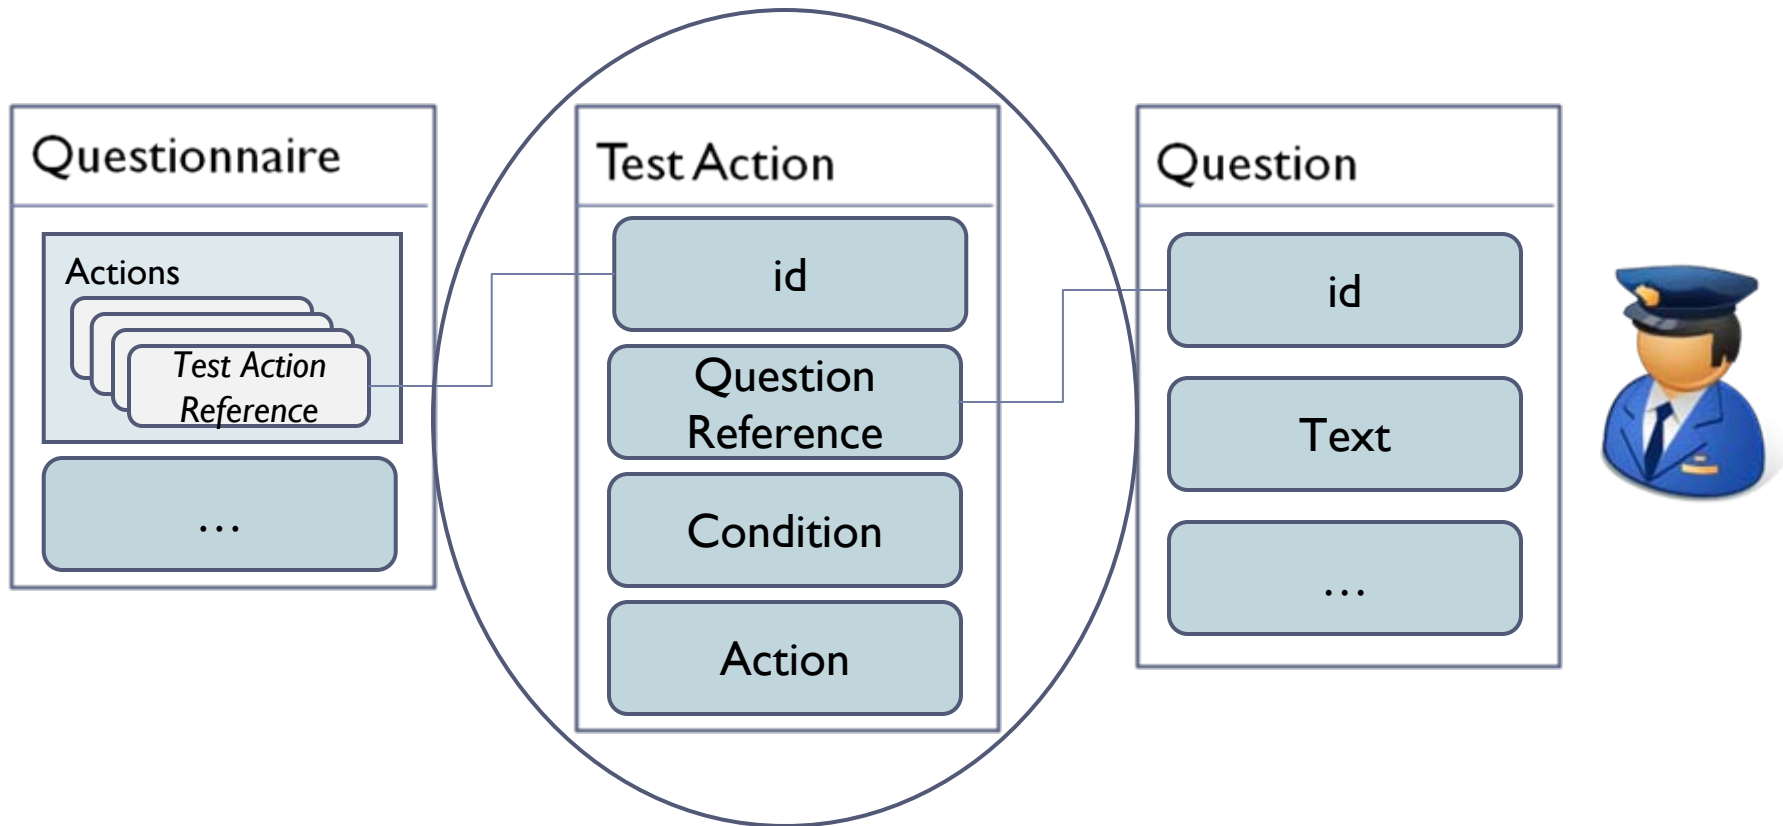 Questionnaire
Actions
Test Action
Reference
…
Test Action
id
Question
Reference
Condition
Action
Question
id
Text
…